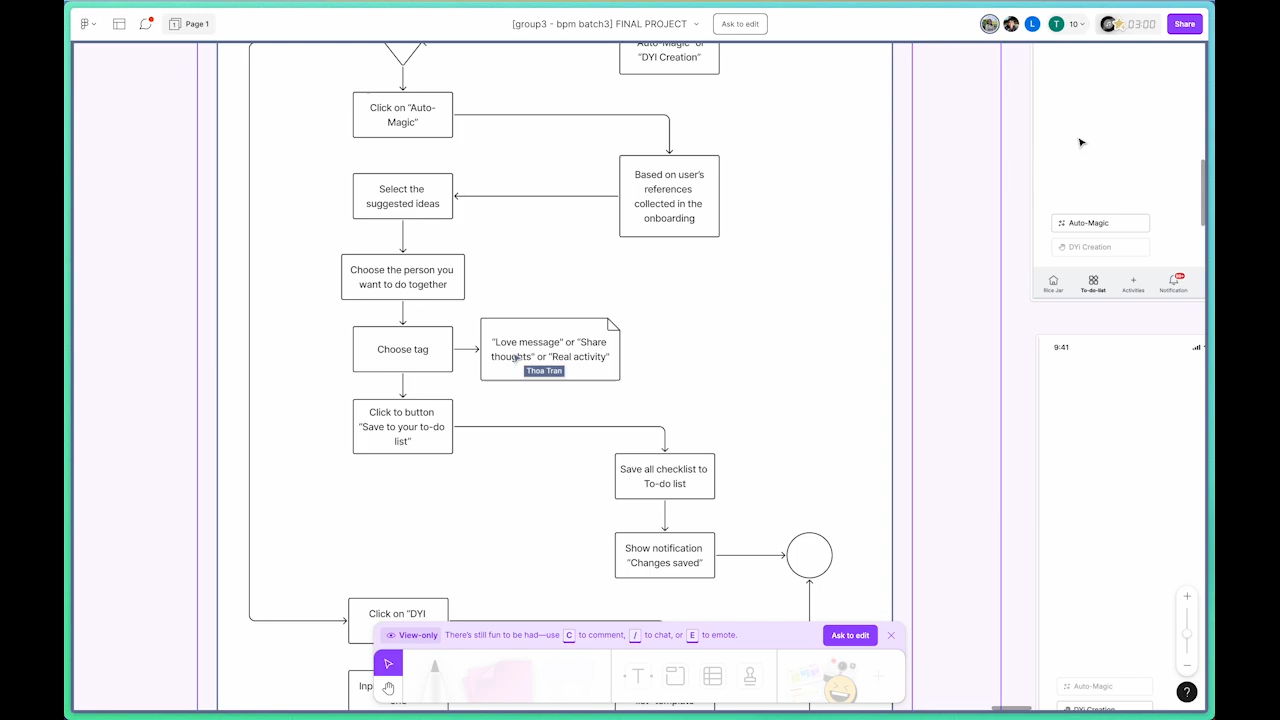 Page 1
[group3 - bpm batch3] FINAL PROJECT
Ask to edit
L
T
10
03:00
Share
Auto-Magic" or
"DYI Creation"
Click on "Auto-
Magic"
Based on user's
references
collected in the
onboarding
Select the
suggested ideas
Auto-Magic
DYi Creation
Choose the person you
want to do together
Rice Jar
To-do-list
Activities
Notification
99+
Choose tag
"Love message" or "Share
thoughts" or "Real activity"
Thoa Tran
9:41
Click to button
"Save to your to-do
list"
Save all checklist to
To-do list
Show notification
"Changes saved"
Click on "DYI
View-only
There's still fun to be had—use C to comment, / to chat, or E to emote.
Ask to edit
T
Auto-Magic
DYi Creation
?